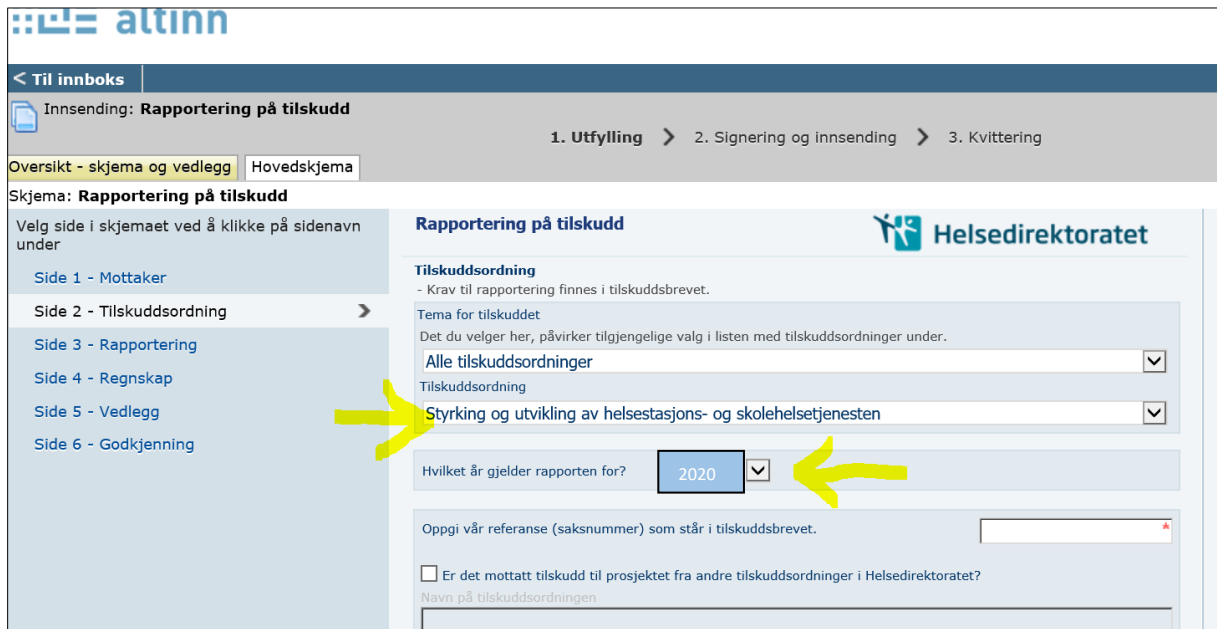 altinn
< Til innboks
Innsending: Rapportering på tilskudd
1. Utfylling
2. Signering og innsending
3. Kvittering
Oversikt - skjema og vedlegg
Hovedskjema
Skjema: Rapportering på tilskudd
Velg side i skjemaet ved å klikke på sidenavn
under
Side 1 - Mottaker
Side 2 - Tilskuddsordning
Side 3 - Rapportering
Side 4 - Regnskap
Side 5 - Vedlegg
Side 6 - Godkjenning
Rapportering på tilskudd
Helsedirektoratet
Tilskuddsordning
- Krav til rapportering finnes i tilskuddsbrevet.
Tema for tilskuddet
Det du velger her, påvirker tilgjengelige valg i listen med tilskuddsordninger under.
Alle tilskuddsordninger
Tilskuddsordning
Styrking og utvikling av helsestasjons- og skolehelsetjenesten
Hvilket år gjelder rapporten for?
2020
Oppgi vår referanse (saksnummer) som står i tilskuddsbrevet.
*
Er det mottatt tilskudd til prosjektet fra andre tilskuddsordninger i Helsedirektoratet?
Navn på tilskuddsordningen